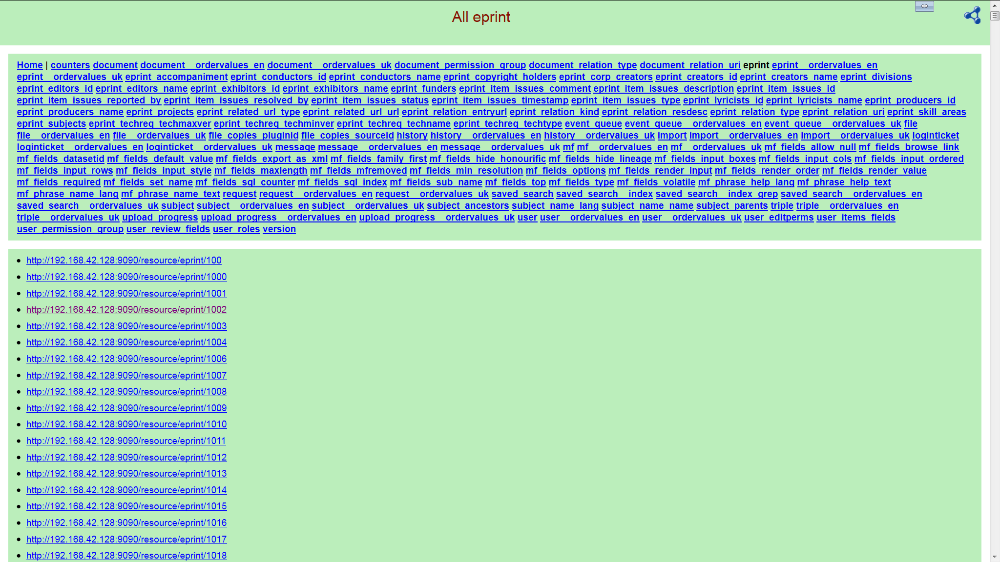 All eprint
Home | counters document document__ordervalues_en document__ordervalues_uk document_permission_group document_relation_type document_relation_uri eprint eprint__ordervalues_en
eprint__ordervalues_uk eprint_accompaniment eprint_conductors_id eprint_conductors_name eprint_copyright_holders eprint_corp_creators eprint_creators_id eprint_creators_name eprint_divisions
eprint_editors_id eprint_editors_name eprint_exhibitors_id eprint_exhibitors_name eprint_funders eprint_item_issues_comment eprint_item_issues_description eprint_item_issues_id
eprint_item_issues_reported_by eprint_item_issues_resolved_by eprint_item_issues_status eprint_item_issues_timestamp eprint_item_issues_type eprint_lyricists_id eprint_lyricists_name eprint_producers_id
eprint_producers_name eprint_projects eprint_related_url_type eprint_related_url_url eprint_relation_entryurl eprint_relation_kind eprint_relation_resdesc eprint_relation_type eprint_relation_uri eprint_skill_areas
eprint_subjects eprint_techreq_techmaxver eprint_techreq_techminver eprint_techreq_techname eprint_techreq_techtype event_queue event_queue__ordervalues_en event_queue__ordervalues_uk file
file__ordervalues_en file__ordervalues_uk file_copies_pluginid file_copies_sourceid history history__ordervalues_en history__ordervalues_uk import import__ordervalues_en import__ordervalues_uk loginticket
loginticket__ordervalues_en loginticket__ordervalues_uk message message__ordervalues_en message__ordervalues_uk mf mf__ordervalues_en mf__ordervalues_uk mf_fields_allow_null mf_fields_browse_link
mf_fields_datasetid mf_fields_default_value mf_fields_export_as_xml mf_fields_family_first mf_fields_hide_honourific mf_fields_hide_lineage mf_fields_input_boxes mf_fields_input_cols mf_fields_input_ordered
mf_fields_input_rows mf_fields_input_style mf_fields_maxlength mf_fields_mfremoved mf_fields_min_resolution mf_fields_options mf_fields_render_input mf_fields_render_order mf_fields_render_value
mf_fields_required mf_fields_set_name mf_fields_sql_counter mf_fields_sql_index mf_fields_sub_name mf_fields_top mf_fields_type mf_fields_volatile mf_phrase_help_lang mf_phrase_help_text
mf_phrase_name_lang mf_phrase_name_text request request__ordervalues_en request__ordervalues_uk saved_search saved_search__index saved_search__index_grep saved_search__ordervalues_en
saved_search__ordervalues_uk subject subject__ordervalues_en subject__ordervalues_uk subject_ancestors subject_name_lang subject_name_name subject_parents triple triple__ordervalues_en
triple__ordervalues_uk upload_progress upload_progress__ordervalues_en upload_progress__ordervalues_uk user user__ordervalues_en user__ordervalues_uk user_editperms user_items_fields
user_permission_group user_review_fields user_roles version
http://192.168.42.128:9090/resource/eprint/100
http://192.168.42.128:9090/resource/eprint/1000
http://192.168.42.128:9090/resource/eprint/1001
http://192.168.42.128:9090/resource/eprint/1002
http://192.168.42.128:9090/resource/eprint/1003
http://192.168.42.128:9090/resource/eprint/1004
http://192.168.42.128:9090/resource/eprint/1006
http://192.168.42.128:9090/resource/eprint/1007
http://192.168.42.128:9090/resource/eprint/1008
http://192.168.42.128:9090/resource/eprint/1009
http://192.168.42.128:9090/resource/eprint/1010
http://192.168.42.128:9090/resource/eprint/1011
http://192.168.42.128:9090/resource/eprint/1012
http://192.168.42.128:9090/resource/eprint/1013
http://192.168.42.128:9090/resource/eprint/1014
http://192.168.42.128:9090/resource/eprint/1015
http://192.168.42.128:9090/resource/eprint/1016
http://192.168.42.128:9090/resource/eprint/1017
http://192.168.42.128:9090/resource/eprint/1018